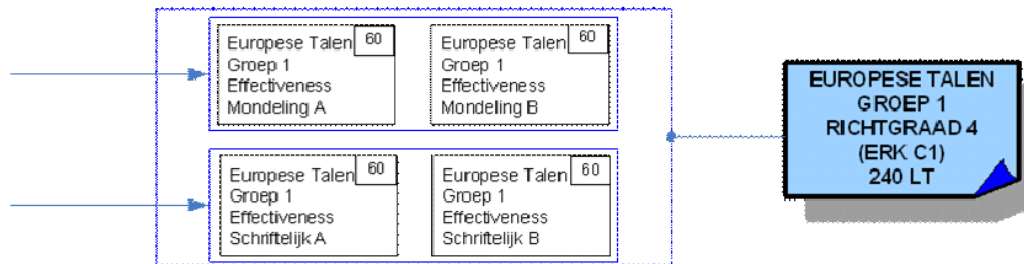 Europese Talen 60
Groep 1
Effectiveness
Mondeling A
Europese Talen 60
Groep 1
Effectiveness
Mondeling B
Europese Talen 60
Groep 1
Effectiveness
Schriftelijk A
Europese Talen 60
Groep 1
Effectiveness
Schriftelijk B
EUROPESE TALEN
GROEP 1
RICHTGRAAD 4
(ERK C1)
240 LT